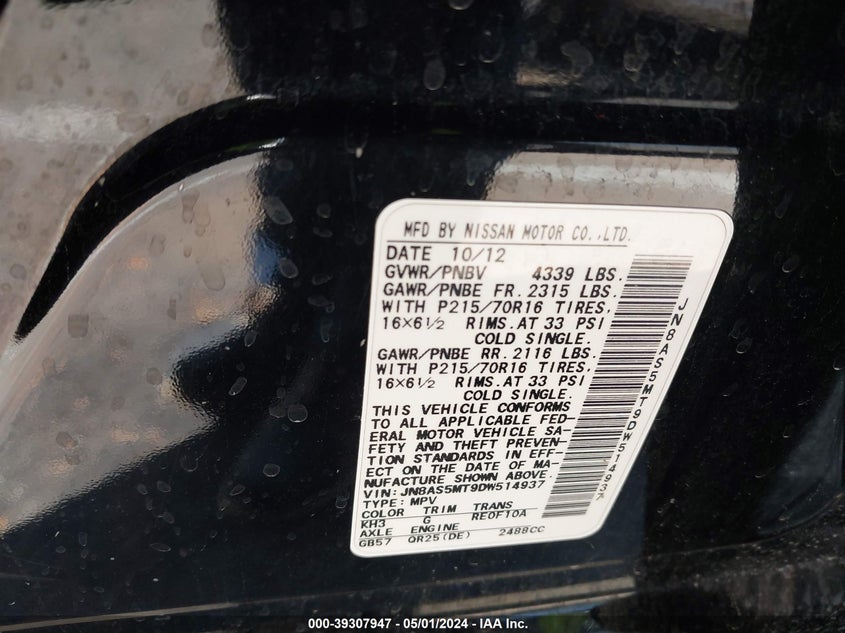 MFD BY NISSAN MOTOR CO.,LTD.
DATE 10/12
GVWR/PNBV 4339 LBS.
GAWR/PNBE FR. 2315 LBS.
WITH P215/70R16 TIRES,
16×6½ RIMS. AT 33 PSI
COLD SINGLE.
GAWR/PNBE RR. 2116 LBS.
WITH P215/70R16 TIRES,
16×6½ RIMS. AT 33 PSI
COLD SINGLE.
THIS VEHICLE CONFORMS
TO ALL APPLICABLE FED-
ERAL MOTOR VEHICLE SA-
FETY AND THEFT PREVEN-
TION STANDARDS IN EFF-
ECT ON THE DATE OF MA-
NUFACTURE SHOWN ABOVE.
VIN: JN8AS5MT9DW514937
TYPE: MPV
COLOR TRIM TRANS
KH3 G RE0F10A
AXLE ENGINE
GB57 QR25(DE) 2488CC
000-39307947 - 05/01/2024 - IAA Inc.